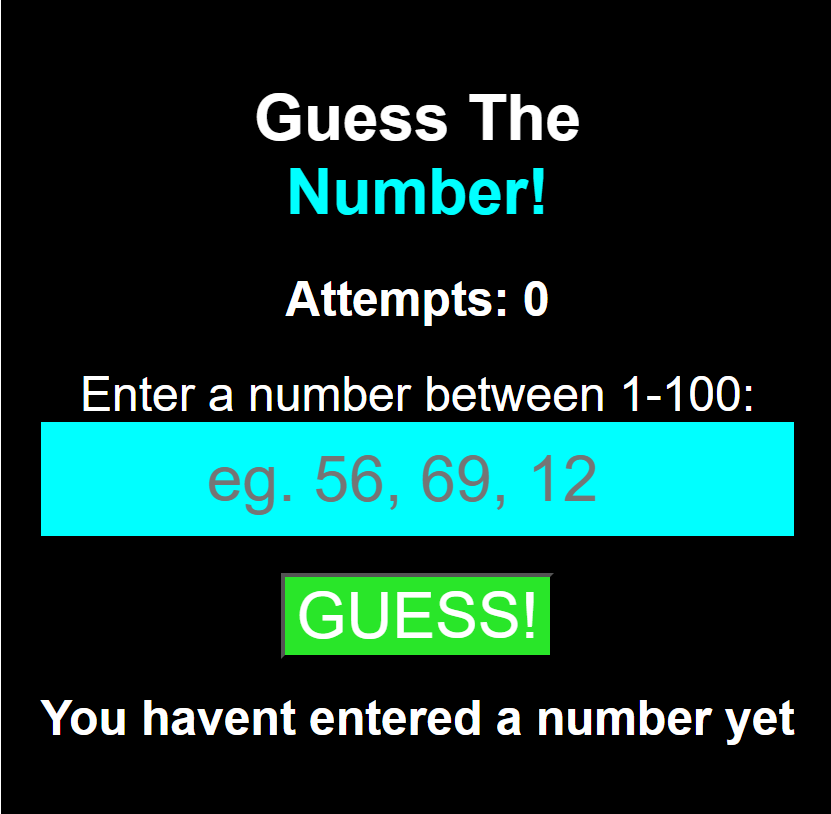 Guess The
Number!
Attempts: 0
Enter a number between 1-100:
eg. 56, 69, 12
GUESS!
You havent entered a number yet